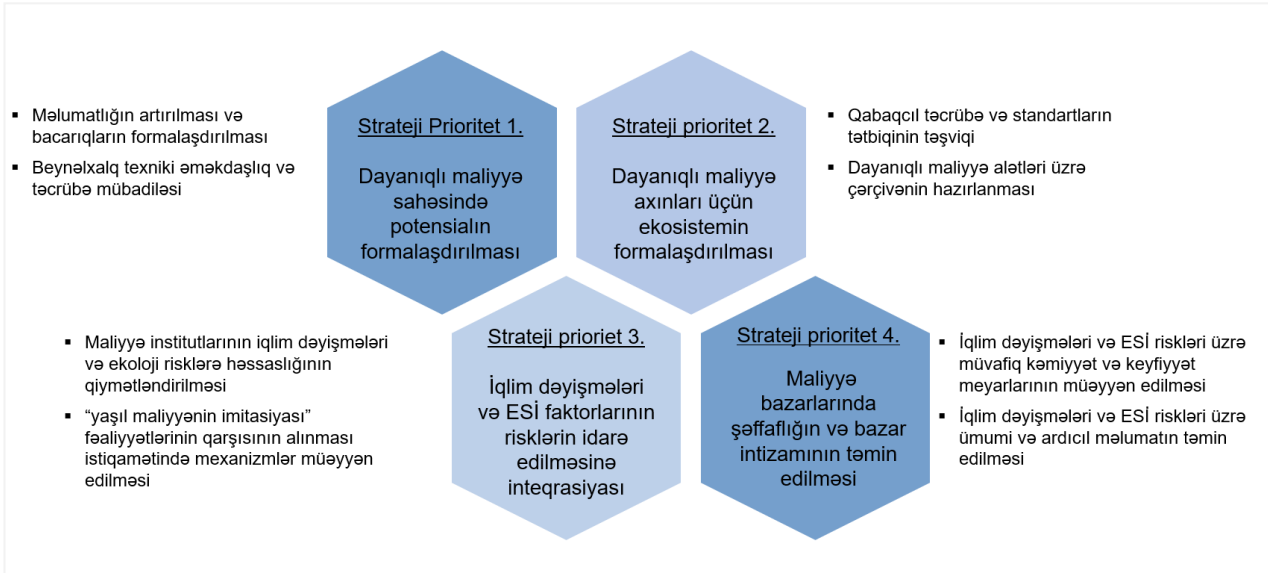 ▪ Məlumatlığın artırılması və
bacarıqların formalaşdırılması
▪ Beynəlxalq texniki əməkdaşlıq və
təcrübə mübadiləsi
Strateji Prioritet 1.
Dayanıqlı maliyyə
sahəsində
potensialın
formalaşdırılması
Strateji prioritet 2.
Dayanıqlı maliyyə
axınları üçün
ekosistemin
formalaşdırılması
▪ Qabaqcıl təcrübə və standartların
tətbiqinin təşviqi
▪ Dayanıqlı maliyyə alətləri üzrə
çərçivənin hazırlanması
▪ Maliyyə institutlarının iqlim dəyişmələri
və ekoloji risklərə həssaslığının
qiymətləndirilməsi
▪ “yaşıl maliyyənin imitasiyası”
fəaliyyətlərinin qarşısının alınması
istiqamətində mexanizmlər müəyyən
edilməsi
Strateji prioriet 3.
İqlim dəyişmələri
və ESİ faktorlarının
risklərin idarə
edilməsinə
inteqrasiyası
Strateji prioritet 4.
Maliyyə
bazarlarında
şəffaflığın və bazar
intizamının təmin
edilməsi
▪ İqlim dəyişmələri və ESİ riskləri üzrə
müvafiq kəmiyyət və keyfiyyət
meyarlarının müəyyən edilməsi
▪ İqlim dəyişmələri və ESİ riskləri üzrə
ümumi və ardıcıl məlumatın təmin
edilməsi